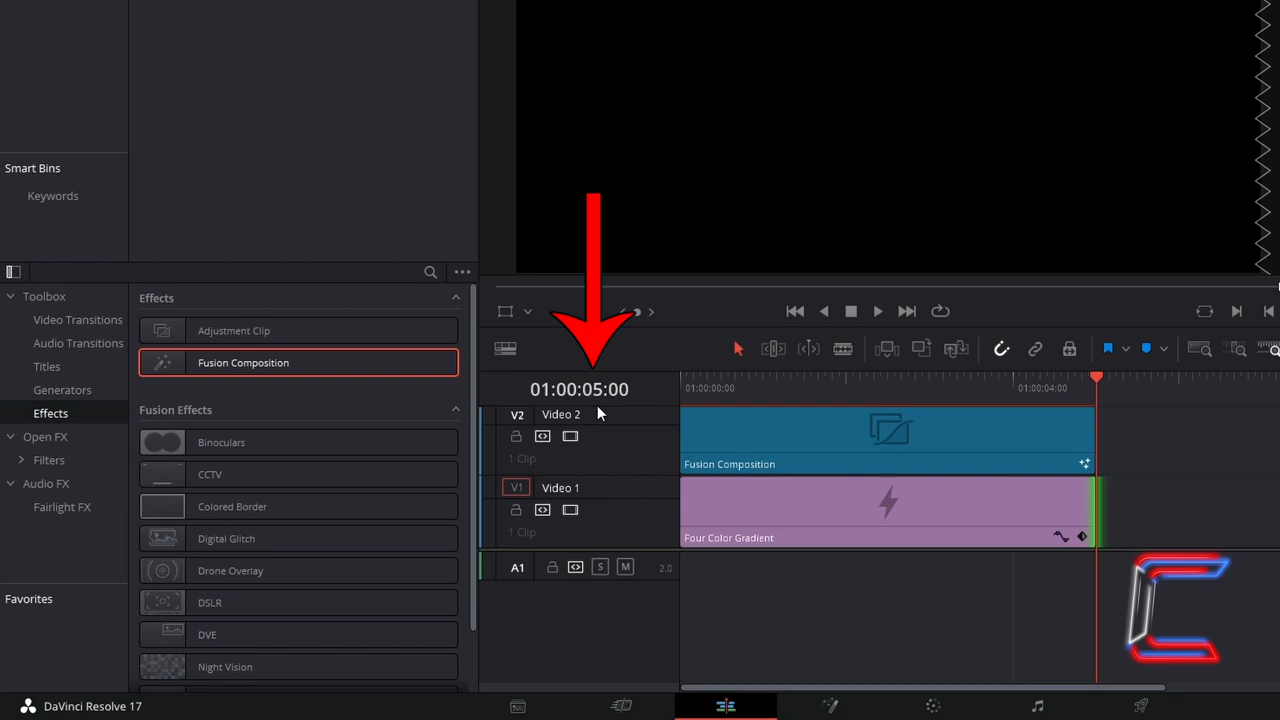 Smart Bins
Keywords
Toolbox
Video Transitions
Audio Transitions
Titles
Generators
Effects
Open FX
Filters
Audio FX
Fairlight FX
Favorites
Effects
Adjustment Clip
Fusion Composition
Fusion Effects
Binoculars
CCTV
Colored Border
Digital Glitch
Drone Overlay
DSLR
DVE
Night Vision
01:00:05:00
01:00:00:00
01:00:04:00
V2 Video 2
1 Clip
Fusion Composition
V1 Video 1
1 Clip
Four Color Gradient
A1 S M 2.0
C
DaVinci Resolve 17